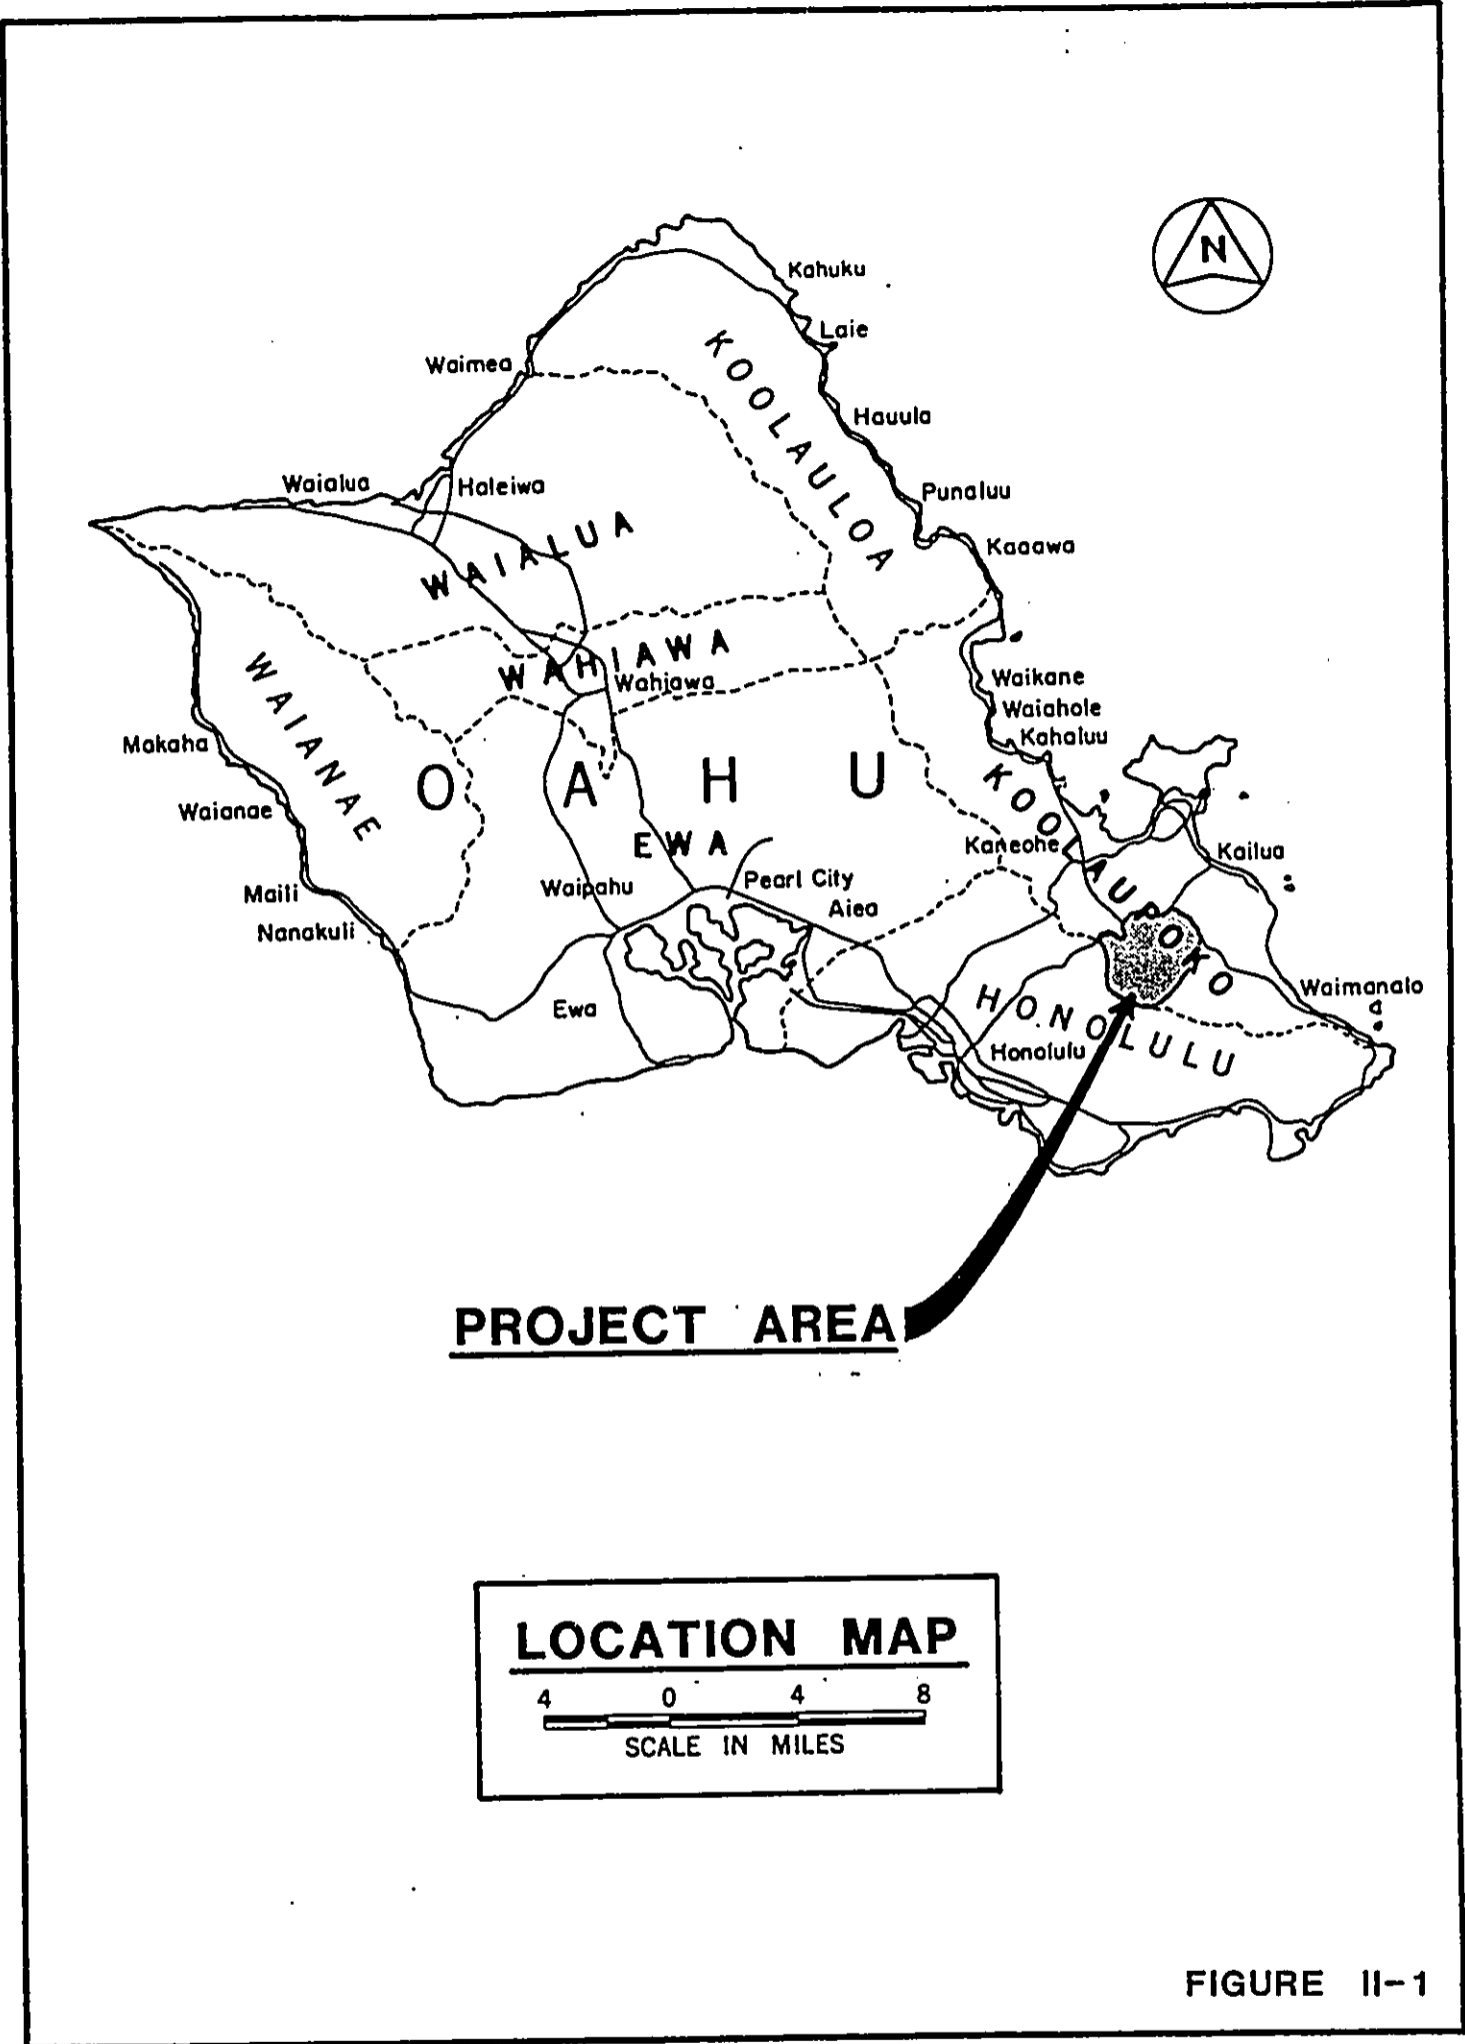 N
Kahuku
Laie
Waimea
KOOLAULOA
Hauula
Waialua
Haleiwa
Punaluu
WAIALUA
Kaaawa
WAHIAWA
Wahiawa
WAIANAE
Waikane
Waiahole
Kahaluu
Makaha
OAHU
KOOLAUPOKO
Waianae
EWA
Kaneohe
Kailua
Maili
Waipahu
Pearl City
Aiea
Nanakuli
Ewa
HONOLULU
Honolulu
Waimanalo
PROJECT AREA
LOCATION MAP
4 0 4 8
SCALE IN MILES
FIGURE II-1